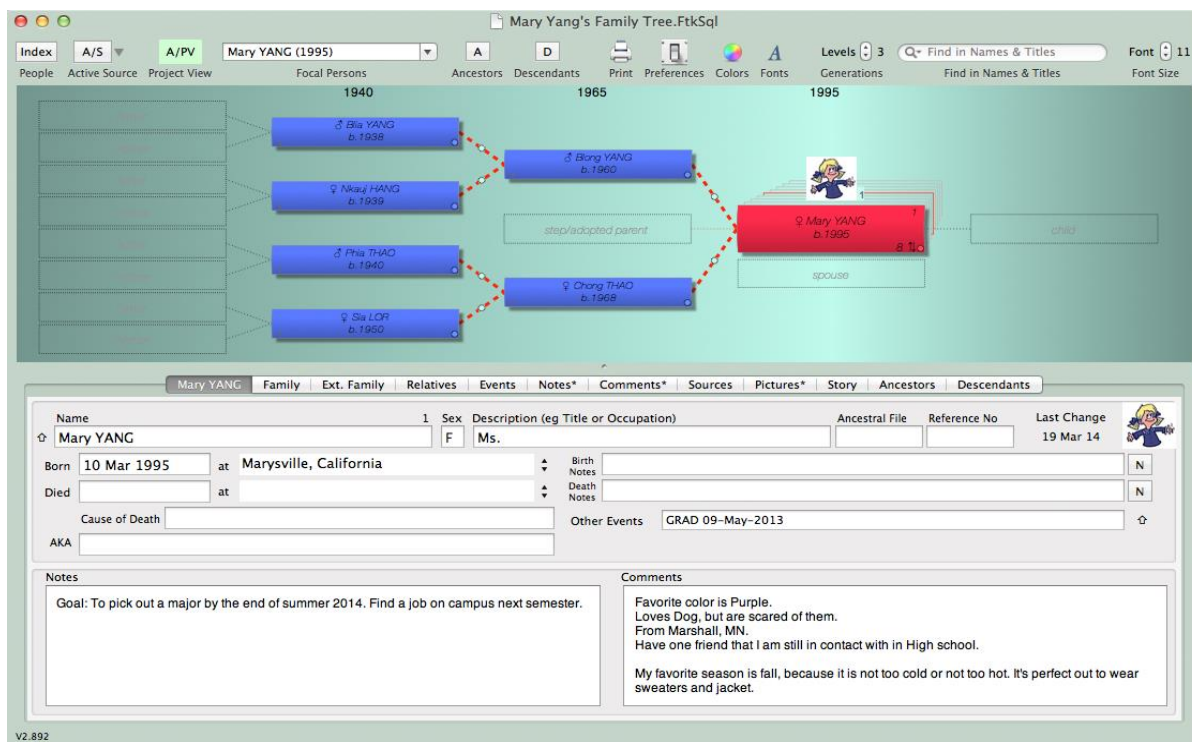 Mary Yang's Family Tree.FtkSql
Index A/S A/PV Mary YANG (1995) A D Levels 3 Find in Names & Titles Font 11
People Active Source Project View Focal Persons Ancestors Descendants Print Preferences Colors Fonts Generations Find in Names & Titles Font Size
1940 1965 1995
♂ Blia YANG
b.1938
♂ Blong YANG
b.1960
1
♀ Nkauj HANG
b.1939
♀ Mary YANG 1
b.1995
8
step/adopted parent
child
♂ Phia THAO
b.1940
spouse
♀ Chong THAO
b.1968
♀ Sia LOR
b.1950
Mary YANG Family Ext. Family Relatives Events Notes* Comments* Sources Pictures* Story Ancestors Descendants
Name 1 Sex Description (eg Title or Occupation) Ancestral File Reference No Last Change
Mary YANG F Ms. 19 Mar 14
Born 10 Mar 1995 at Marysville, California Birth Notes N
Died at Death Notes N
Cause of Death Other Events GRAD 09-May-2013
AKA
Notes Comments
Goal: To pick out a major by the end of summer 2014. Find a job on campus next semester.
Favorite color is Purple.
Loves Dog, but are scared of them.
From Marshall, MN.
Have one friend that I am still in contact with in High school.
My favorite season is fall, because it is not too cold or not too hot. It's perfect out to wear
sweaters and jacket.
V2.892